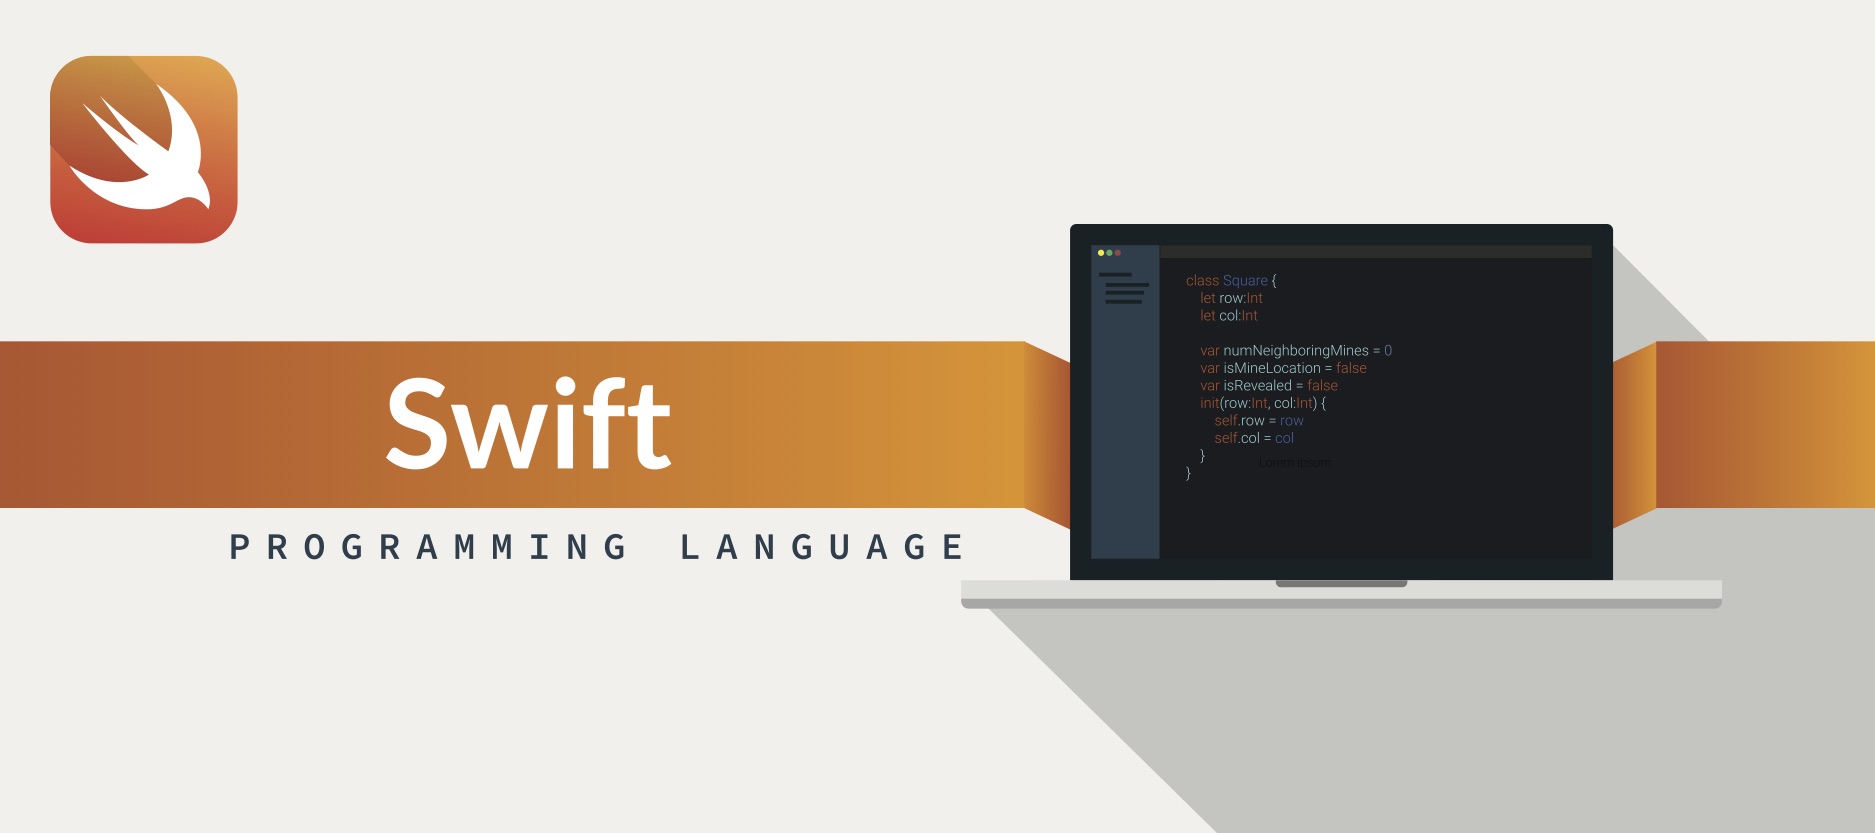 Swift
PROGRAMMING LANGUAGE
class Square {
let row:Int
let col:Int
var numNeighboringMines = 0
var isMineLocation = false
var isRevealed = false
init(row:Int, col:Int) {
self.row = row
self.col = col
}
Lorem ipsum
}